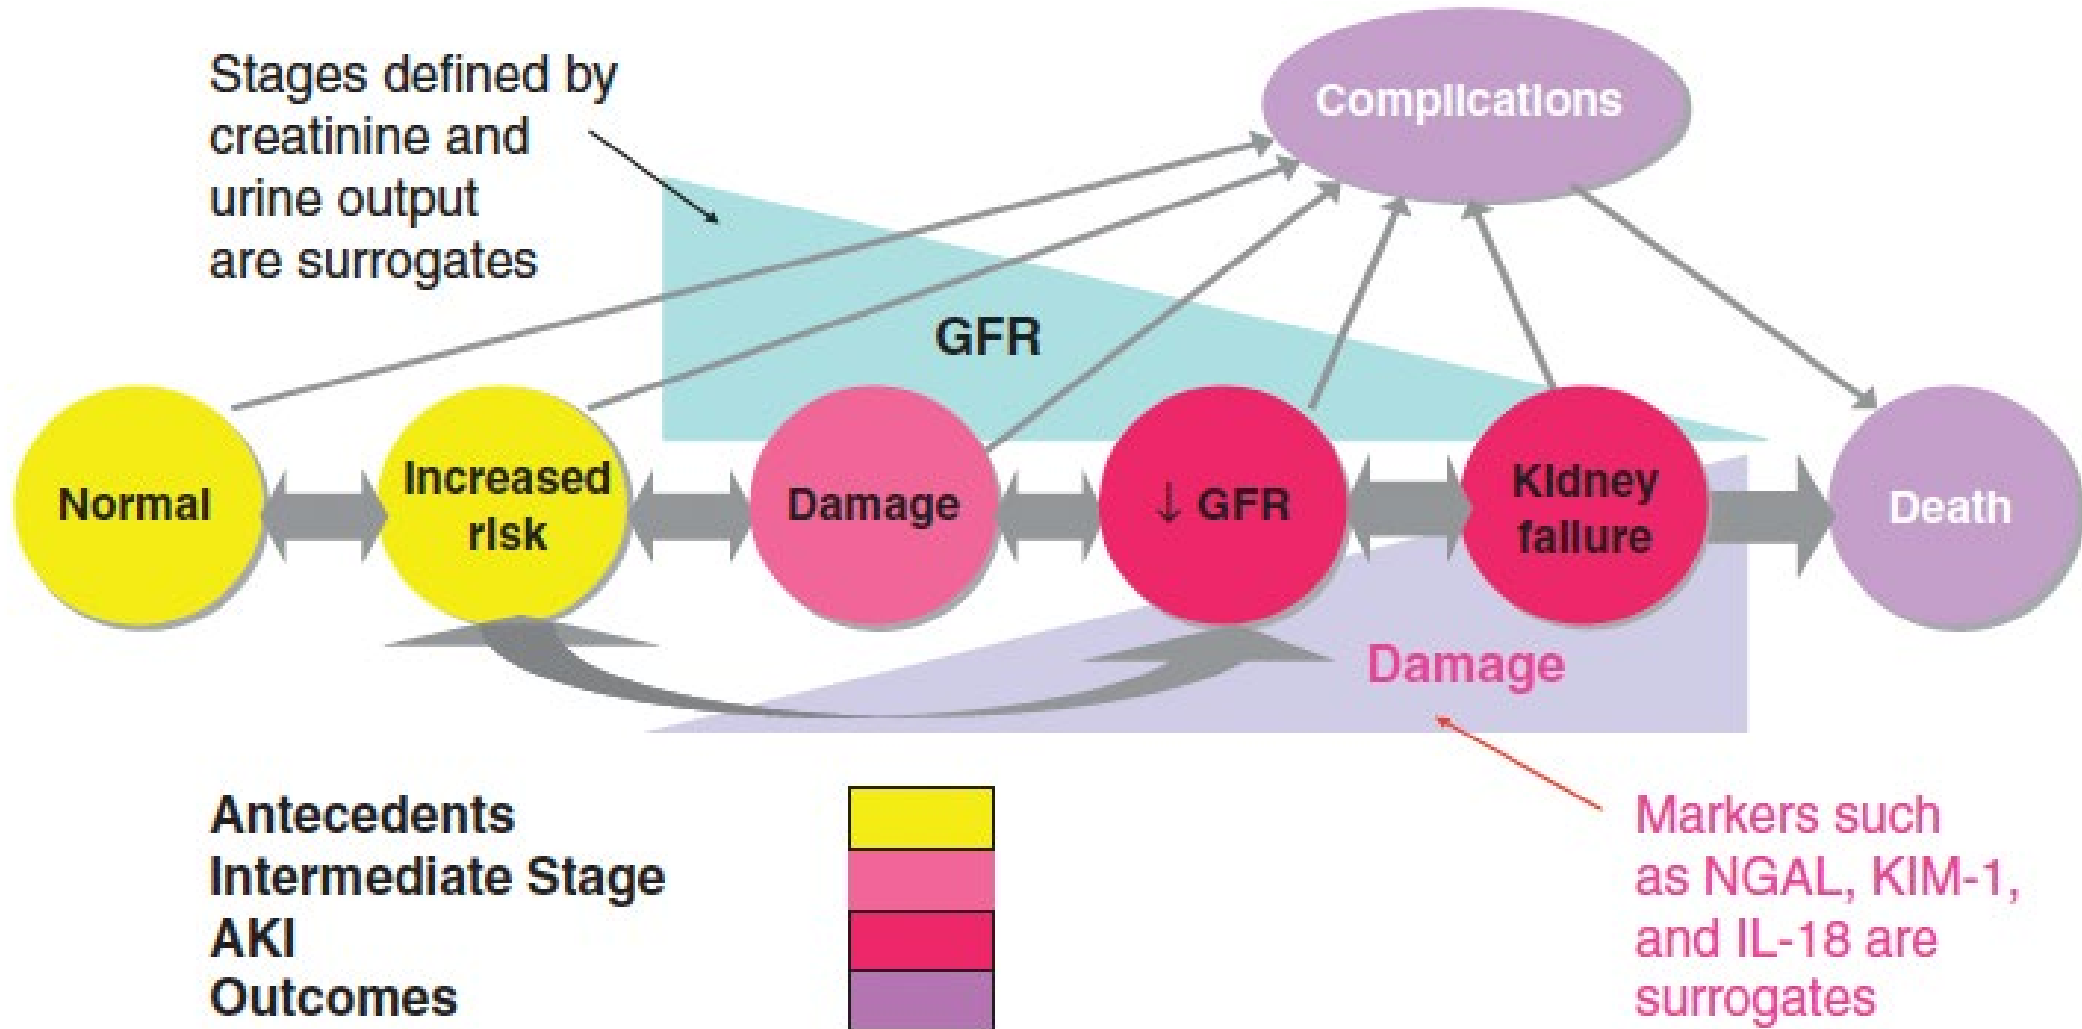 Stages defined by
creatinine and
urine output
are surrogates
Complications
GFR
Normal
Increased
risk
Damage
↓ GFR
Kidney
failure
Death
Damage
Antecedents
Intermediate Stage
AKI
Outcomes
Markers such
as NGAL, KIM-1,
and IL-18 are
surrogates